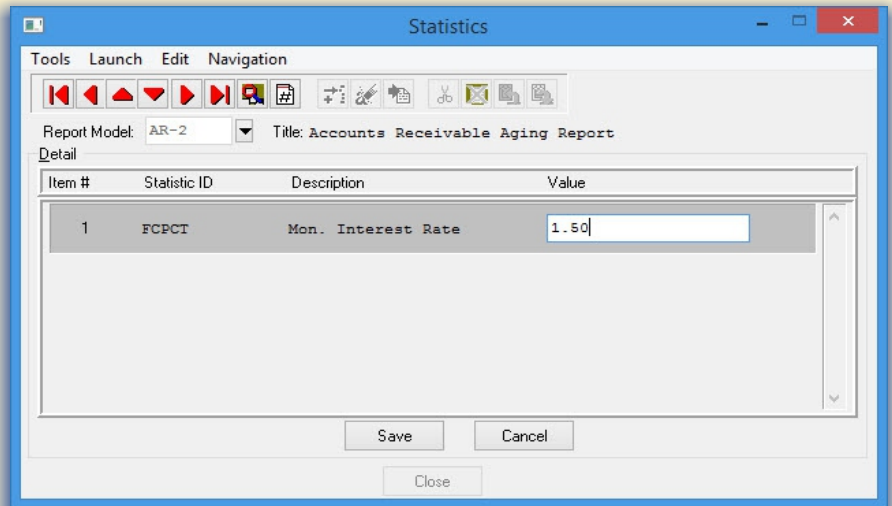 Statistics
Tools Launch Edit Navigation
Report Model: AR-2 Title: Accounts Receivable Aging Report
Detail
Item # Statistic ID Description Value
1 FCPCT Mon. Interest Rate 1.50
Save Cancel
Close